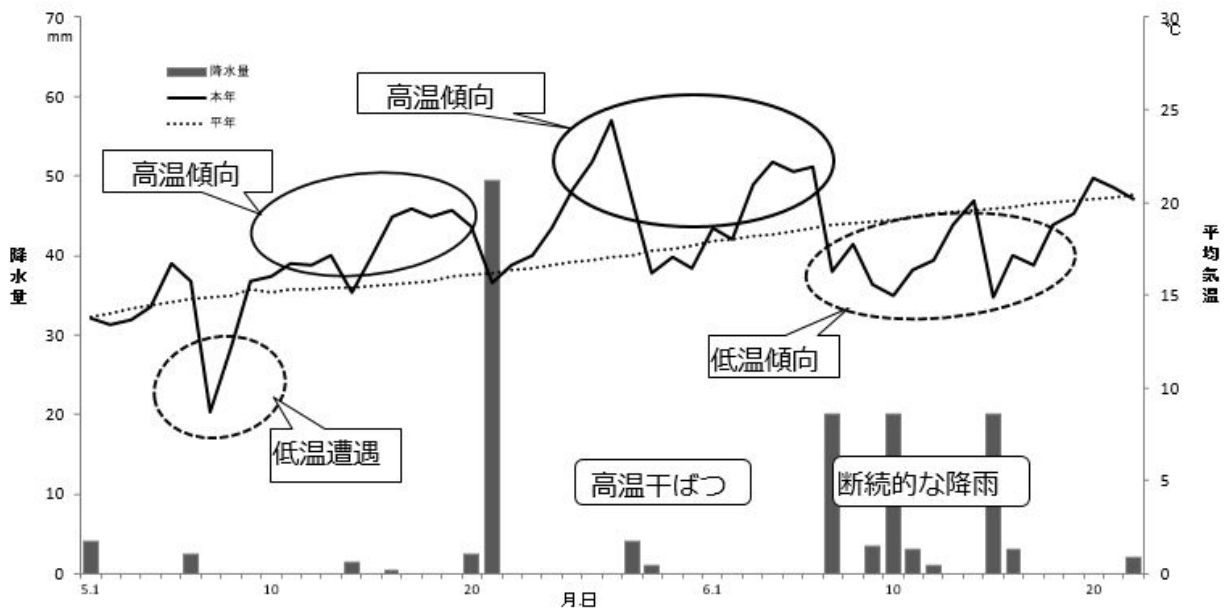 70
mm
60
50
40
30
20
10
0
降水量
降水量
本年
平年
高温傾向
高温傾向
低温遭遇
低温傾向
高温干ばつ
断続的な降雨
30
℃
25
20
15
10
5
0
平均気温
5.1
10
20
6.1
10
20
月.日